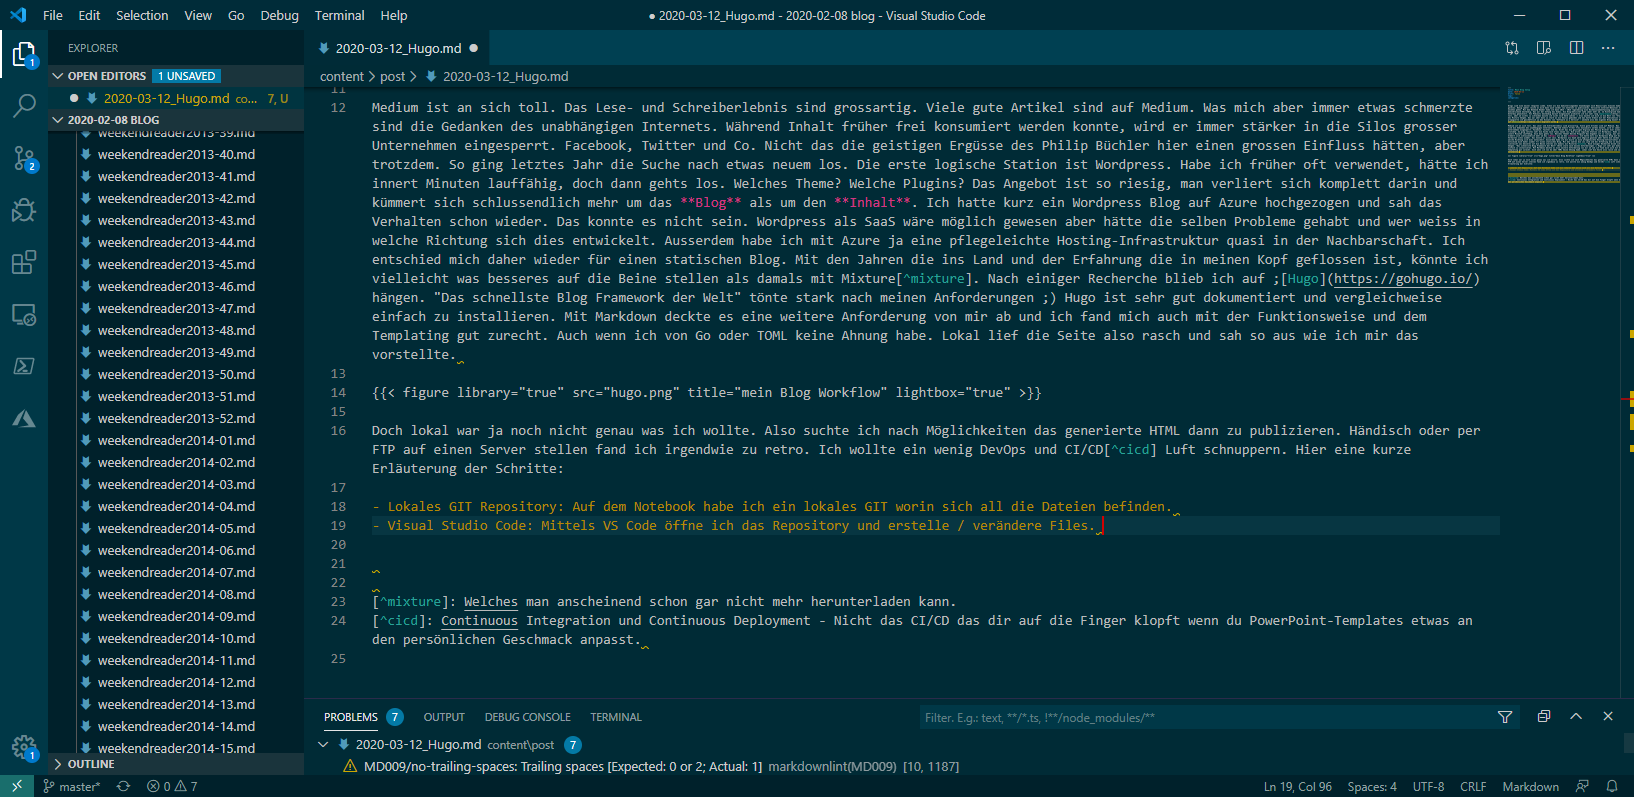 File Edit Selection View Go Debug Terminal Help
● 2020-03-12_Hugo.md - 2020-02-08 blog - Visual Studio Code
EXPLORER
OPEN EDITORS 1 UNSAVED
2020-03-12_Hugo.md co... 7, U
2020-02-08 BLOG
weekendreader2013-39.md
weekendreader2013-40.md
weekendreader2013-41.md
weekendreader2013-42.md
weekendreader2013-43.md
weekendreader2013-44.md
weekendreader2013-45.md
weekendreader2013-46.md
weekendreader2013-47.md
weekendreader2013-48.md
weekendreader2013-49.md
weekendreader2013-50.md
weekendreader2013-51.md
weekendreader2013-52.md
weekendreader2014-01.md
weekendreader2014-02.md
weekendreader2014-03.md
weekendreader2014-04.md
weekendreader2014-05.md
weekendreader2014-06.md
weekendreader2014-07.md
weekendreader2014-08.md
weekendreader2014-09.md
weekendreader2014-10.md
weekendreader2014-11.md
weekendreader2014-12.md
weekendreader2014-13.md
weekendreader2014-14.md
weekendreader2014-15.md
OUTLINE
1
2
1
2020-03-12_Hugo.md ●
content > post > 2020-03-12_Hugo.md
11
12 Medium ist an sich toll. Das Lese- und Schreiberlebnis sind grossartig. Viele gute Artikel sind auf Medium. Was mich aber immer etwas schmerzte
sind die Gedanken des unabhängigen Internets. Während Inhalt früher frei konsumiert werden konnte, wird er immer stärker in die Silos grosser
Unternehmen eingesperrt. Facebook, Twitter und Co. Nicht das die geistigen Ergüsse des Philip Büchler hier einen grossen Einfluss hätten, aber
trotzdem. So ging letztes Jahr die Suche nach etwas neuem los. Die erste logische Station ist Wordpress. Habe ich früher oft verwendet, hätte ich
innert Minuten lauffähig, doch dann gehts los. Welches Theme? Welche Plugins? Das Angebot ist so riesig, man verliert sich komplett darin und
kümmert sich schlussendlich mehr um das **Blog** als um den **Inhalt**. Ich hatte kurz ein Wordpress Blog auf Azure hochgezogen und sah das
Verhalten schon wieder. Das konnte es nicht sein. Wordpress als SaaS wäre möglich gewesen aber hätte die selben Probleme gehabt und wer weiss in
welche Richtung sich dies entwickelt. Ausserdem habe ich mit Azure ja eine pflegeleichte Hosting-Infrastruktur quasi in der Nachbarschaft. Ich
entschied mich daher wieder für einen statischen Blog. Mit den Jahren die ins Land und der Erfahrung die in meinen Kopf geflossen ist, könnte ich
vielleicht was besseres auf die Beine stellen als damals mit Mixture[^mixture]. Nach einiger Recherche blieb ich auf ;[Hugo](https://gohugo.io/)
hängen. "Das schnellste Blog Framework der Welt" tönte stark nach meinen Anforderungen ;) Hugo ist sehr gut dokumentiert und vergleichweise
einfach zu installieren. Mit Markdown deckte es eine weitere Anforderung von mir ab und ich fand mich auch mit der Funktionsweise und dem
Templating gut zurecht. Auch wenn ich von Go oder TOML keine Ahnung habe. Lokal lief die Seite also rasch und sah so aus wie ich mir das
vorstellte.
13
14 {{< figure library="true" src="hugo.png" title="mein Blog Workflow" lightbox="true" >}}
15
16 Doch lokal war ja noch nicht genau was ich wollte. Also suchte ich nach Möglichkeiten das generierte HTML dann zu publizieren. Händisch oder per
FTP auf einen Server stellen fand ich irgendwie zu retro. Ich wollte ein wenig DevOps und CI/CD[^cicd] Luft schnuppern. Hier eine kurze
Erläuterung der Schritte:
17
18 - Lokales GIT Repository: Auf dem Notebook habe ich ein lokales GIT worin sich all die Dateien befinden.
19 - Visual Studio Code: Mittels VS Code öffne ich das Repository und erstelle / verändere Files.
20
21
22
23 [^mixture]: Welches man anscheinend schon gar nicht mehr herunterladen kann.
24 [^cicd]: Continuous Integration und Continuous Deployment - Nicht das CI/CD das dir auf die Finger klopft wenn du PowerPoint-Templates etwas an
den persönlichen Geschmack anpasst.
25
PROBLEMS 7 OUTPUT DEBUG CONSOLE TERMINAL
Filter. E.g.: text, **/*.ts, !**/node_modules/**
2020-03-12_Hugo.md content\post 7
MD009/no-trailing-spaces: Trailing spaces [Expected: 0 or 2; Actual: 1] markdownlint(MD009) [10, 1187]
master* 0 7
Ln 19, Col 96 Spaces: 4 UTF-8 CRLF Markdown